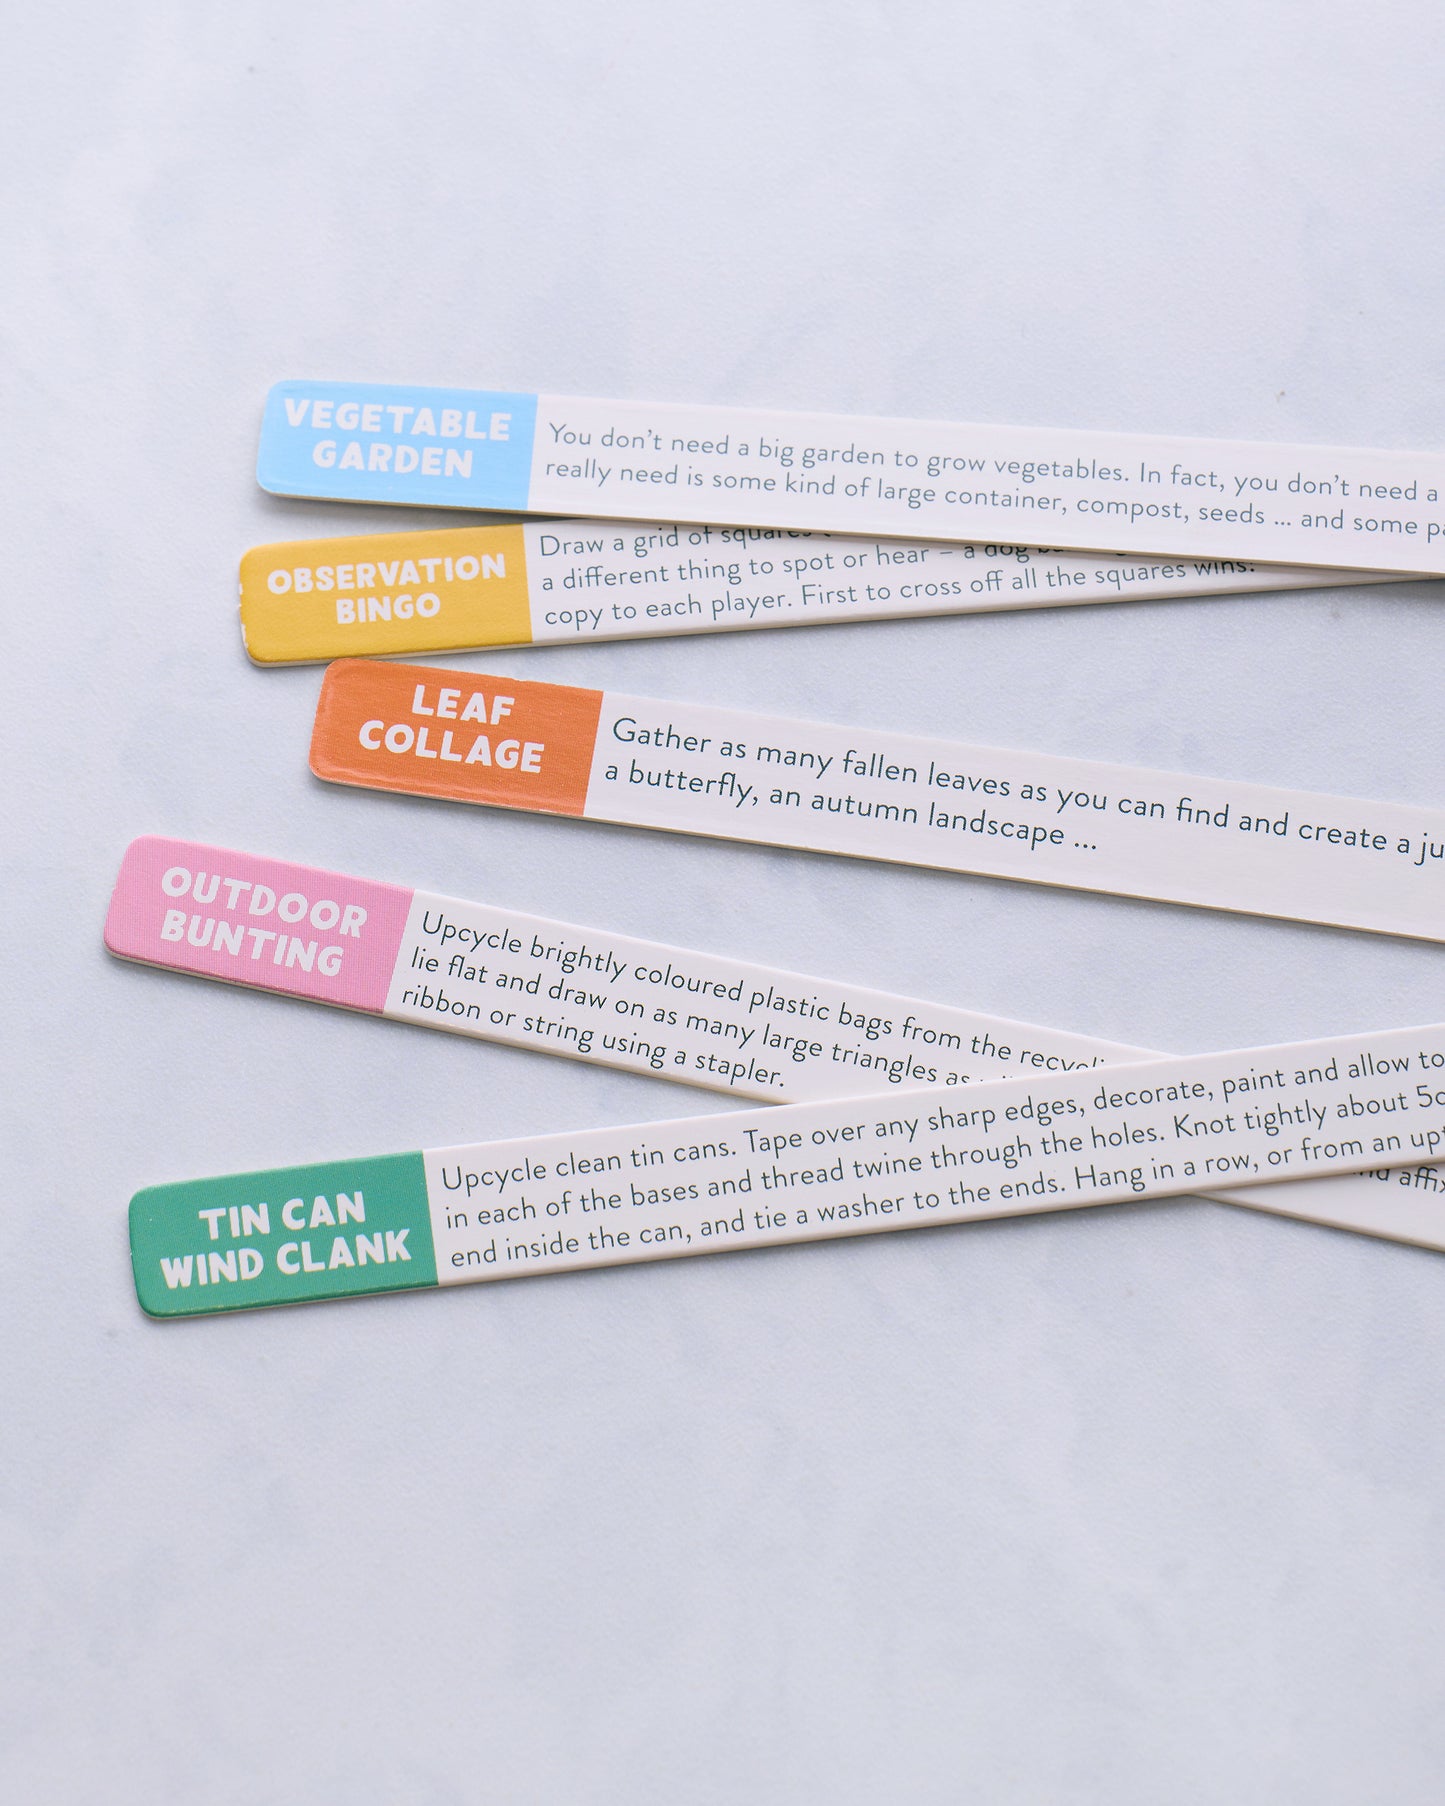 VEGETABLE
GARDEN
You don't need a big garden to grow vegetables. In fact, you don't need a
really need is some kind of large container, compost, seeds ... and some
OBSERVATION
BINGO
Draw a grid of squares
a different thing to spot or hear – a dog
copy to each player. First to cross off all the squares wins.
LEAF
COLLAGE
Gather as many fallen leaves as you can find and create a
a butterfly, an autumn landscape ...
OUTDOOR
BUNTING
Upcycle brightly coloured plastic bags from the
lie flat and draw on as many large triangles as
ribbon or string using a stapler.
TIN CAN
WIND CLANK
Upcycle clean tin cans. Tape over any sharp edges, decorate, paint and allow to
in each of the bases and thread twine through the holes. Knot tightly about
end inside the can, and tie a washer to the ends. Hang in a row, or from an